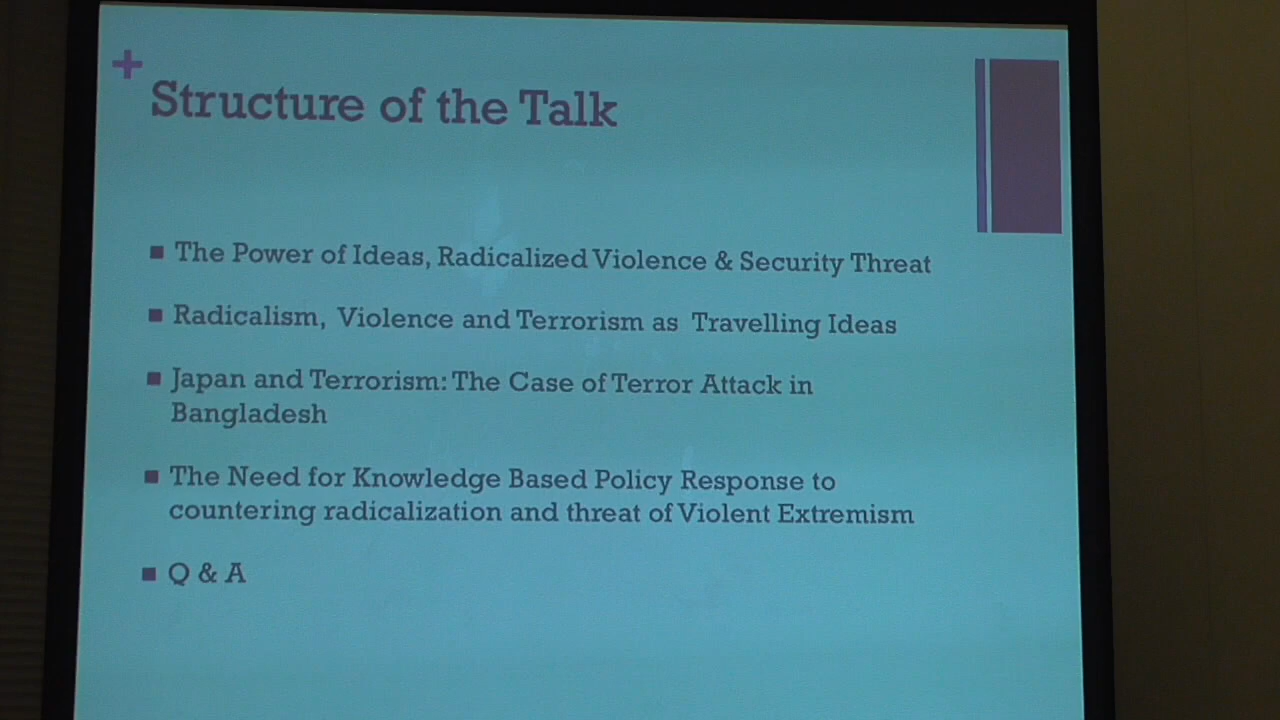 +
Structure of the Talk
■ The Power of Ideas, Radicalized Violence & Security Threat
■ Radicalism, Violence and Terrorism as Travelling Ideas
■ Japan and Terrorism: The Case of Terror Attack in
Bangladesh
■ The Need for Knowledge Based Policy Response to
countering radicalization and threat of Violent Extremism
■ Q & A